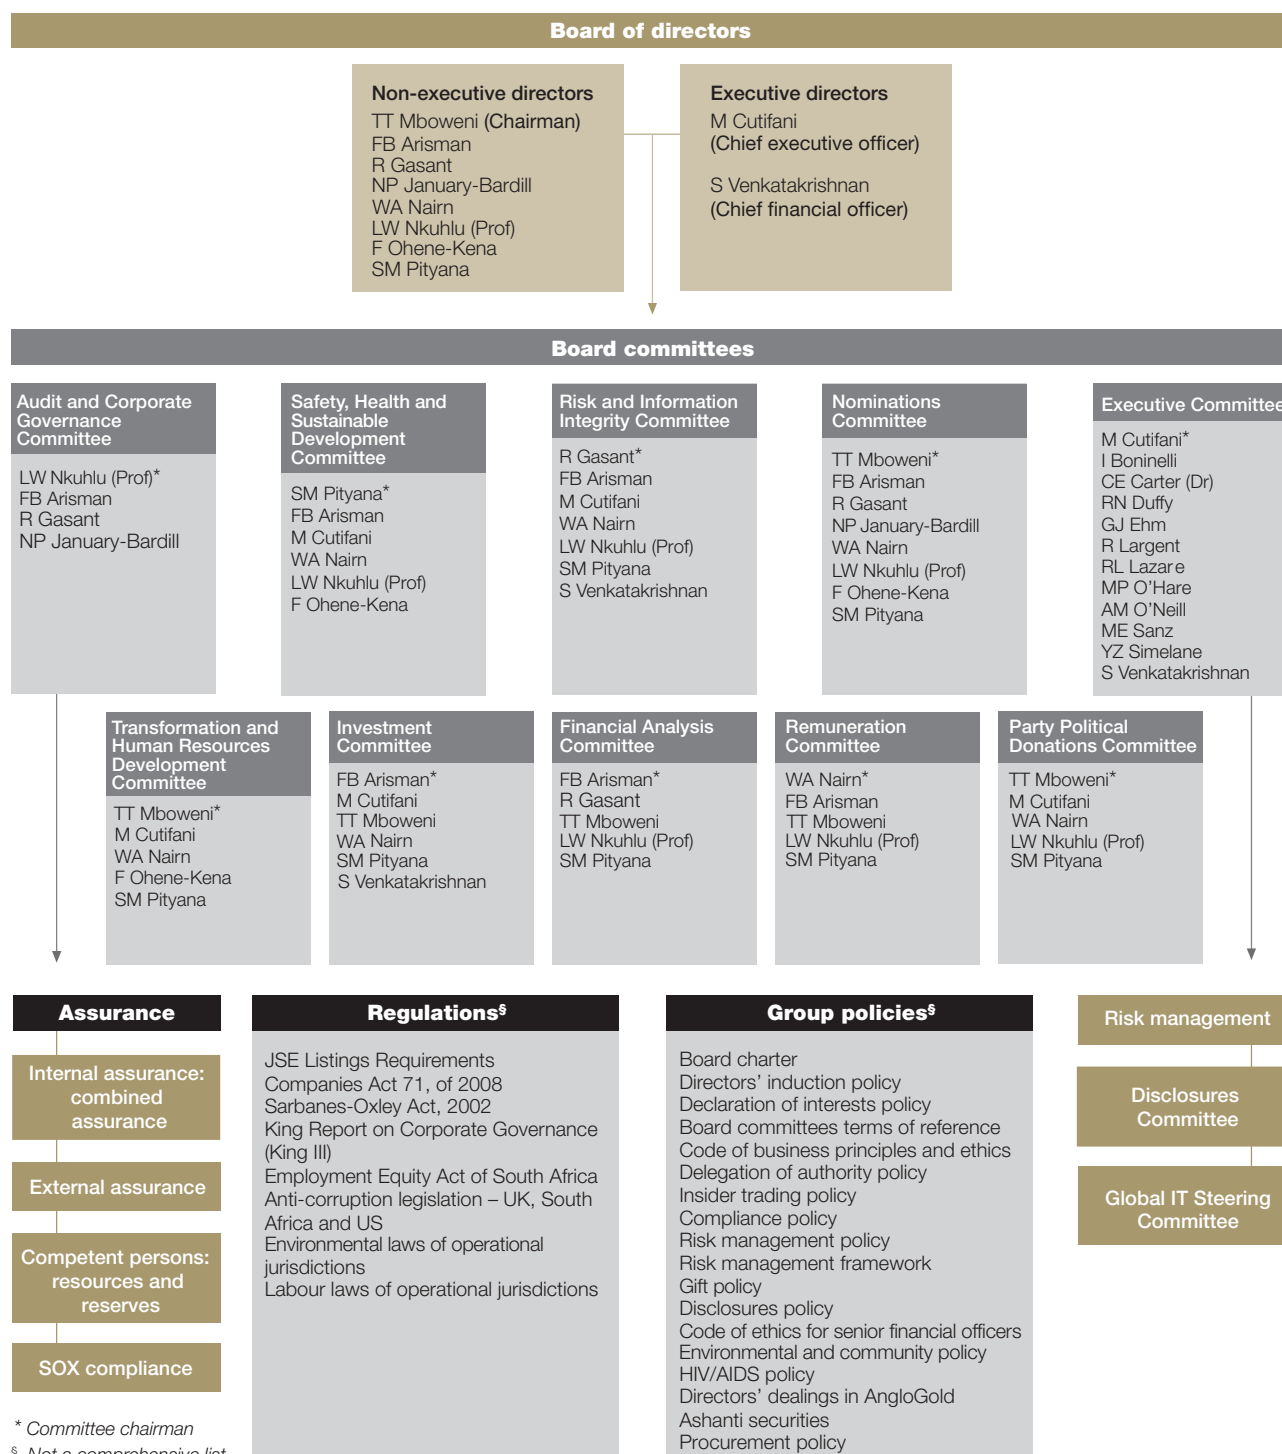 Board of directors
Non-executive directors
TT Mboweni (Chairman)
FB Arisman
R Gasant
NP January-Bardill
WA Nairn
LW Nkuhlu (Prof)
F Ohene-Kena
SM Pityana
Executive directors
M Cutifani
(Chief executive officer)
S Venkatakrishnan
(Chief financial officer)
Board committees
Audit and Corporate
Governance
Committee
LW Nkuhlu (Prof)*
FB Arisman
R Gasant
NP January-Bardill
Safety, Health and
Sustainable
Development
Committee
SM Pityana*
FB Arisman
M Cutifani
WA Nairn
LW Nkuhlu (Prof)
F Ohene-Kena
Risk and Information
Integrity Committee
R Gasant*
FB Arisman
M Cutifani
WA Nairn
LW Nkuhlu (Prof)
SM Pityana
S Venkatakrishnan
Nominations
Committee
TT Mboweni*
FB Arisman
R Gasant
NP January-Bardill
WA Nairn
LW Nkuhlu (Prof)
F Ohene-Kena
SM Pityana
Executive Committee
M Cutifani*
I Boninelli
CE Carter (Dr)
RN Duffy
GJ Ehm
R Largent
RL Lazare
MP O’Hare
AM O’Neill
ME Sanz
YZ Simelane
S Venkatakrishnan
Transformation and
Human Resources
Development
Committee
TT Mboweni*
M Cutifani
WA Nairn
F Ohene-Kena
SM Pityana
Investment
Committee
FB Arisman*
M Cutifani
TT Mboweni
WA Nairn
SM Pityana
S Venkatakrishnan
Financial Analysis
Committee
FB Arisman*
R Gasant
TT Mboweni
LW Nkuhlu (Prof)
SM Pityana
Remuneration
Committee
WA Nairn*
FB Arisman
TT Mboweni
LW Nkuhlu (Prof)
SM Pityana
Party Political
Donations Committee
TT Mboweni*
M Cutifani
WA Nairn
LW Nkuhlu (Prof)
SM Pityana
Assurance
Internal assurance:
combined
assurance
External assurance
Competent persons:
resources and
reserves
SOX compliance
Regulations§
JSE Listings Requirements
Companies Act 71, of 2008
Sarbanes-Oxley Act, 2002
King Report on Corporate Governance
(King III)
Employment Equity Act of South Africa
Anti-corruption legislation – UK, South
Africa and US
Environmental laws of operational
jurisdictions
Labour laws of operational jurisdictions
Group policies§
Board charter
Directors’ induction policy
Declaration of interests policy
Board committees terms of reference
Code of business principles and ethics
Delegation of authority policy
Insider trading policy
Compliance policy
Risk management policy
Risk management framework
Gift policy
Disclosures policy
Code of ethics for senior financial officers
Environmental and community policy
HIV/AIDS policy
Directors’ dealings in AngloGold
Ashanti securities
Procurement policy
Risk management
Disclosures
Committee
Global IT Steering
Committee
* Committee chairman
§ Not a comprehensive list